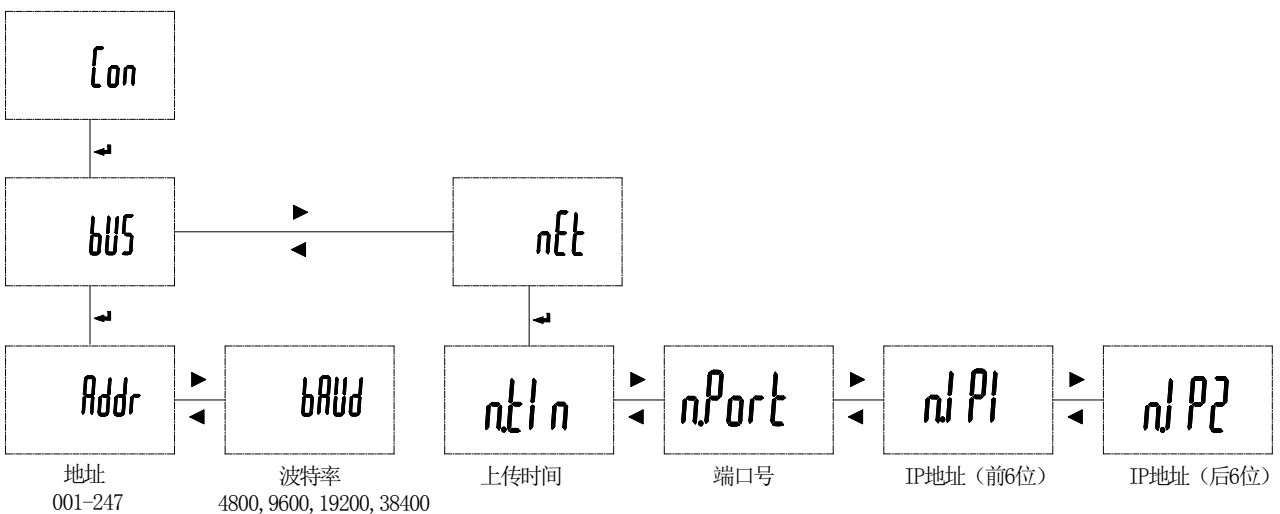 Con
bUS
nEt
Addr
bAUd
n.tIn
n.Port
n.IP1
n.IP2
地址
001-247
波特率
4800,9600,19200,38400
上传时间
端口号
IP地址（前6位）
IP地址（后6位）